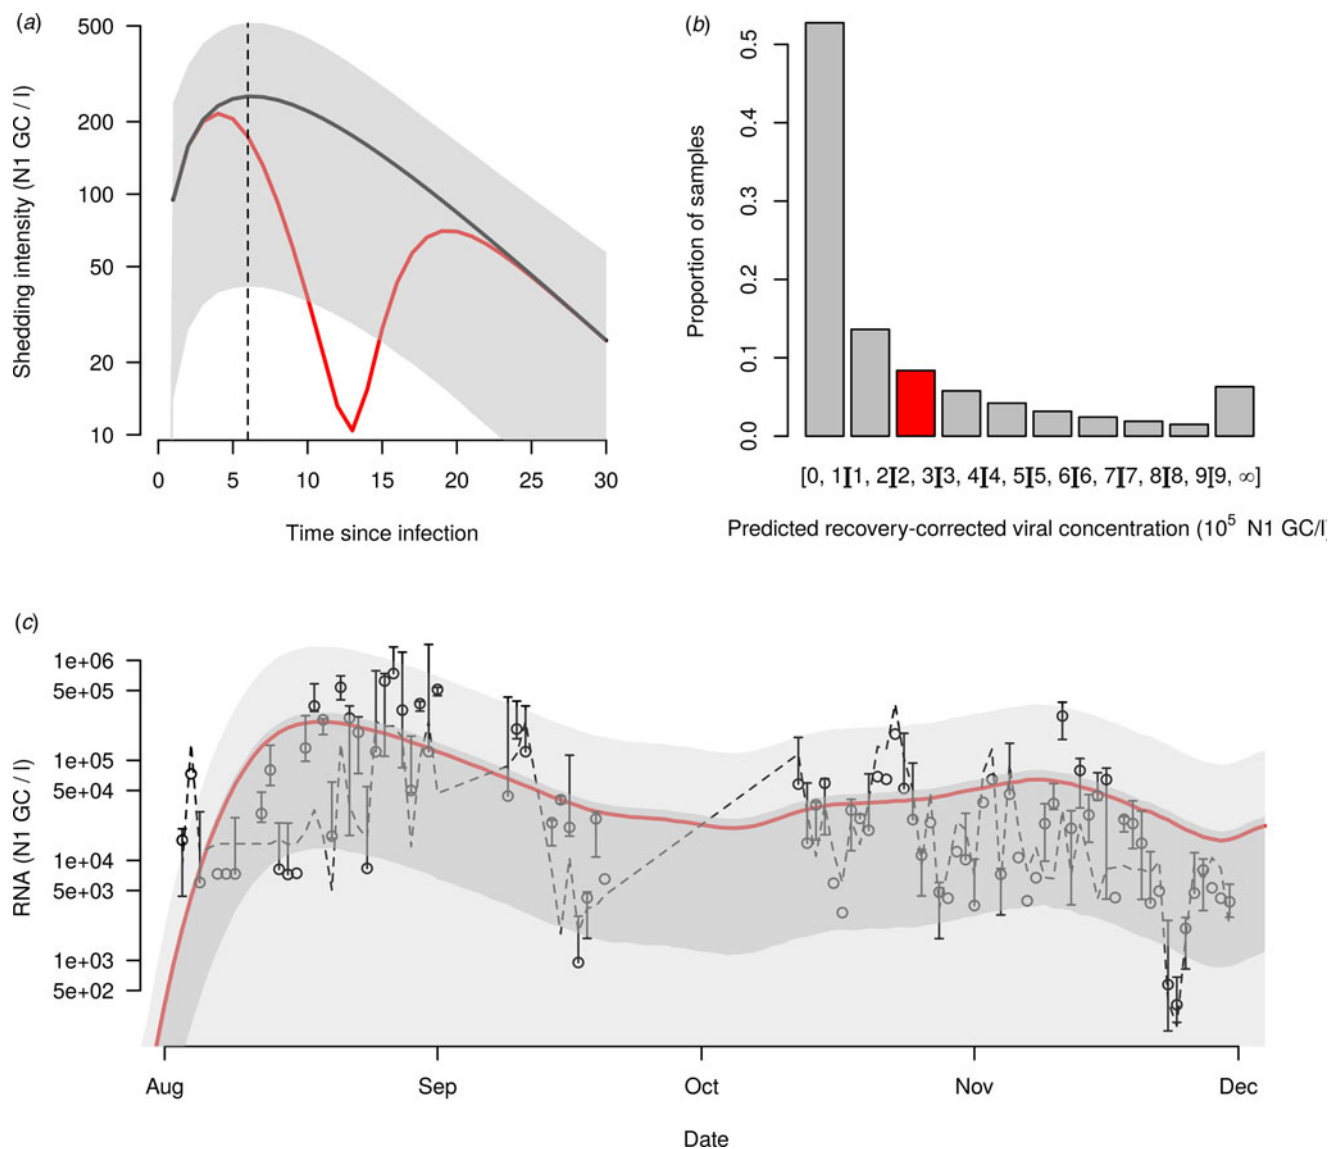 (a)
Shedding intensity (N1 GC / l)
500
200
100
50
20
10
0 5 10 15 20 25 30
Time since infection
(b)
Proportion of samples
0.5
0.4
0.3
0.2
0.1
0.0
[0, 1] [1, 2] [2, 3] [3, 4] [4, 5] [5, 6] [6, 7] [7, 8] [8, 9] [9, ∞]
Predicted recovery-corrected viral concentration (10⁵ N1 GC/l)
(c)
RNA (N1 GC / l)
1e+06
5e+05
1e+05
5e+04
1e+04
5e+03
1e+03
5e+02
Aug Sep Oct Nov Dec
Date